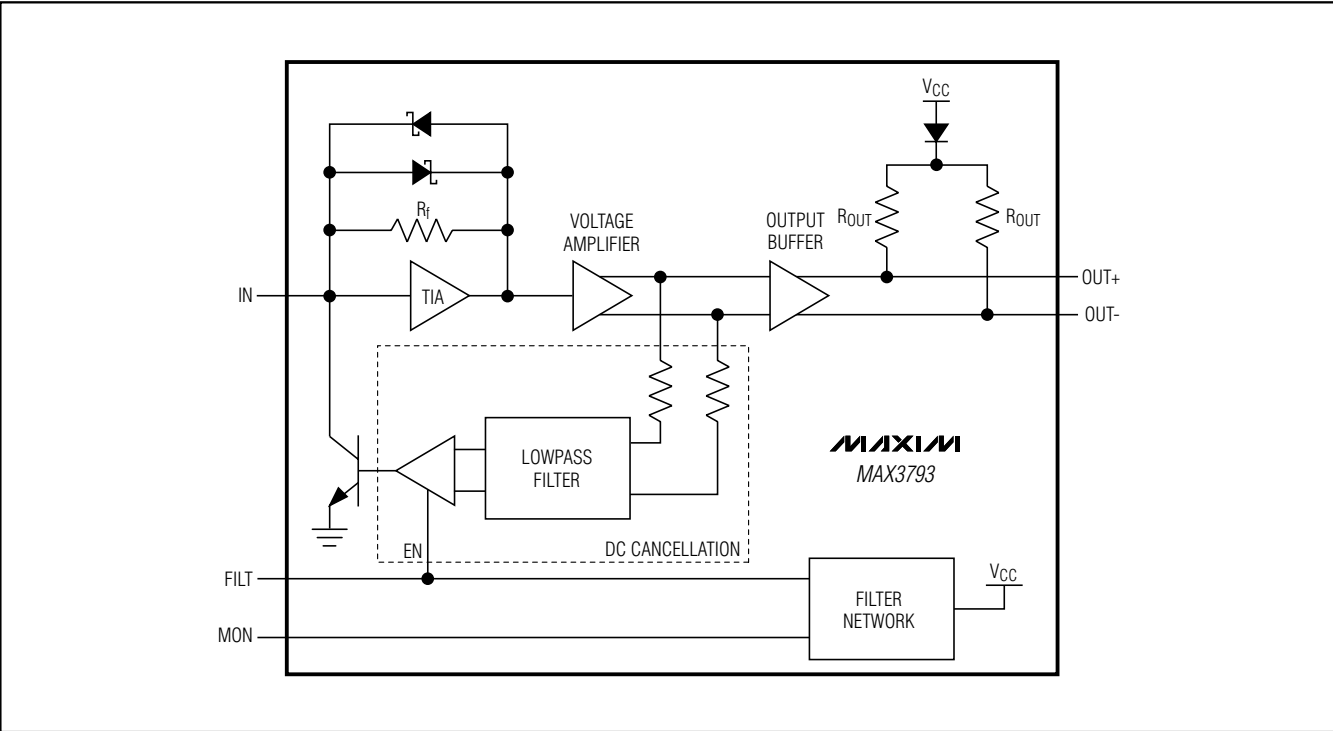 VCC
Rf
VOLTAGE
AMPLIFIER
OUTPUT
BUFFER
ROUT
ROUT
IN
TIA
OUT+
OUT-
LOWPASS
FILTER
MAXIM
MAX3793
EN
DC CANCELLATION
FILT
MON
FILTER
NETWORK
VCC